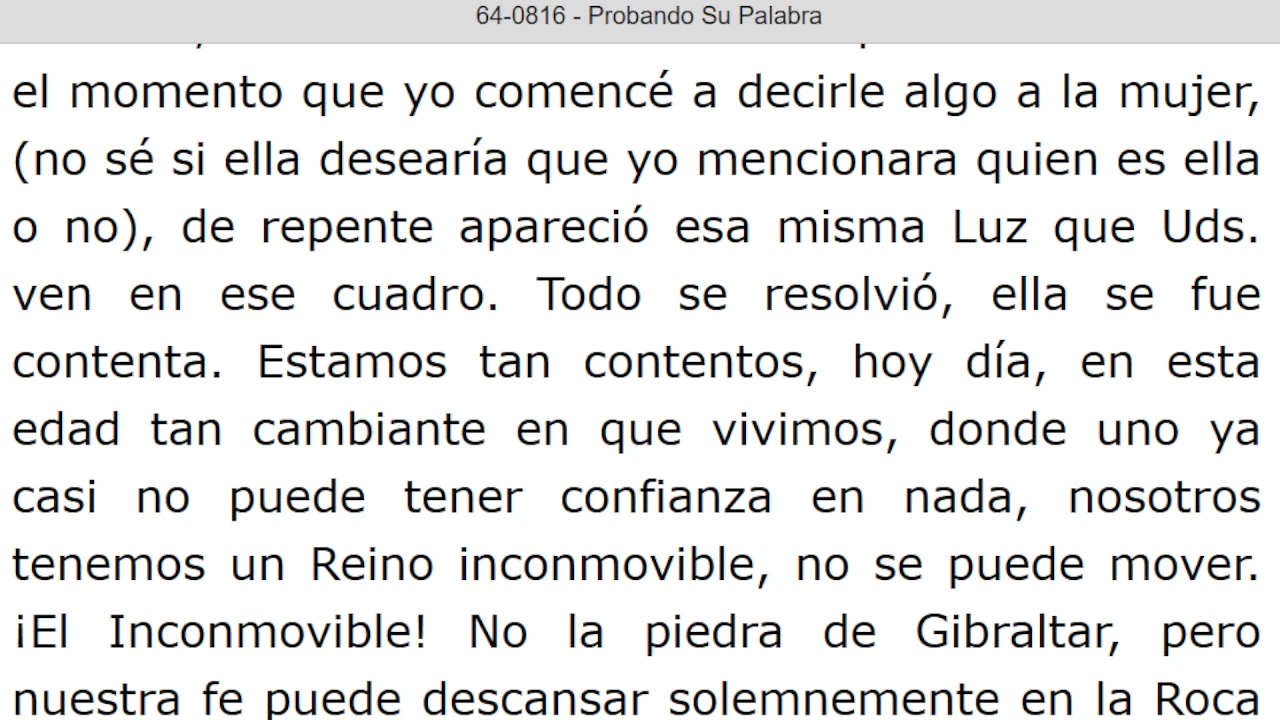 64-0816 - Probando Su Palabra
el momento que yo comencé a decirle algo a la mujer,
(no sé si ella desearía que yo mencionara quien es ella
o no), de repente apareció esa misma Luz que Uds.
ven en ese cuadro. Todo se resolvió, ella se fue
contenta. Estamos tan contentos, hoy día, en esta
edad tan cambiante en que vivimos, donde uno ya
casi no puede tener confianza en nada, nosotros
tenemos un Reino inconmovible, no se puede mover.
¡El Inconmovible! No la piedra de Gibraltar, pero
nuestra fe puede descansar solemnemente en la Roca